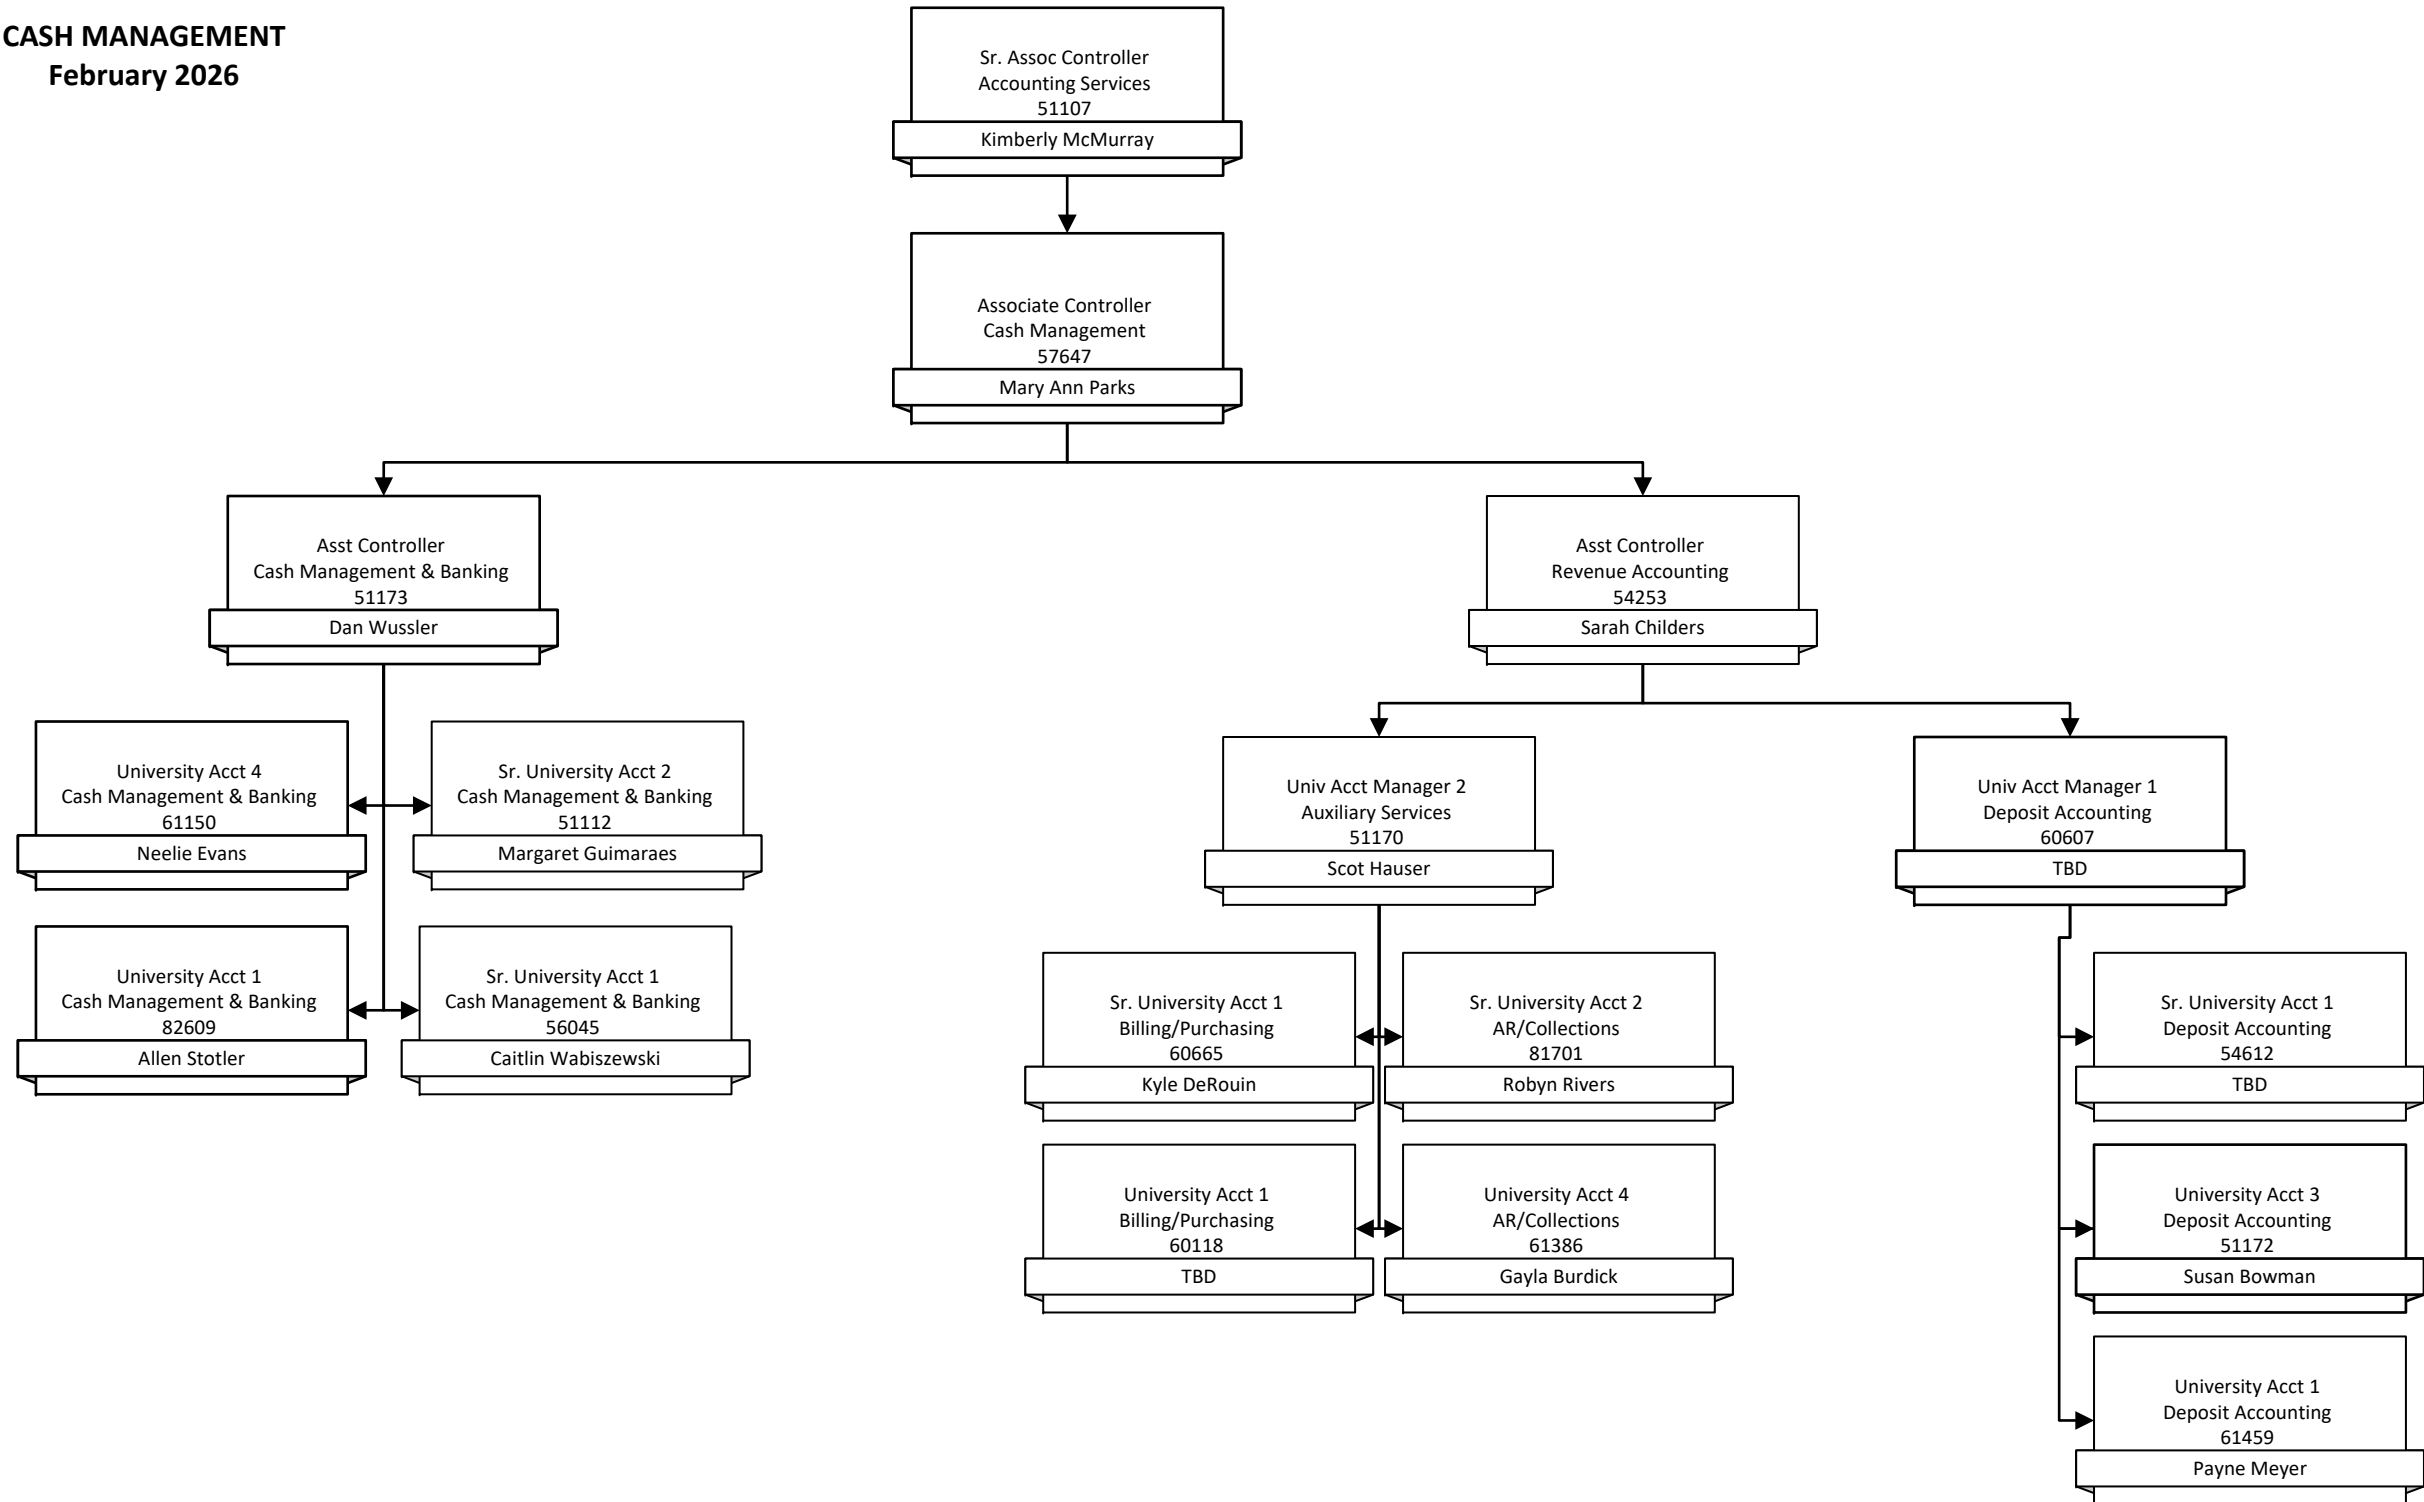 CASH MANAGEMENT
February 2026
Sr. Assoc Controller
Accounting Services
51107
Kimberly McMurray
Associate Controller
Cash Management
57647
Mary Ann Parks
Asst Controller
Cash Management & Banking
51173
Dan Wussler
Asst Controller
Revenue Accounting
54253
Sarah Childers
University Acct 4
Cash Management & Banking
61150
Neelie Evans
Sr. University Acct 2
Cash Management & Banking
51112
Margaret Guimaraes
University Acct 1
Cash Management & Banking
82609
Allen Stotler
Sr. University Acct 1
Cash Management & Banking
56045
Caitlin Wabiszewski
Univ Acct Manager 2
Auxiliary Services
51170
Scot Hauser
Univ Acct Manager 1
Deposit Accounting
60607
TBD
Sr. University Acct 1
Billing/Purchasing
60665
Kyle DeRouin
Sr. University Acct 2
AR/Collections
81701
Robyn Rivers
University Acct 1
Billing/Purchasing
60118
TBD
University Acct 4
AR/Collections
61386
Gayla Burdick
Sr. University Acct 1
Deposit Accounting
54612
TBD
University Acct 3
Deposit Accounting
51172
Susan Bowman
University Acct 1
Deposit Accounting
61459
Payne Meyer